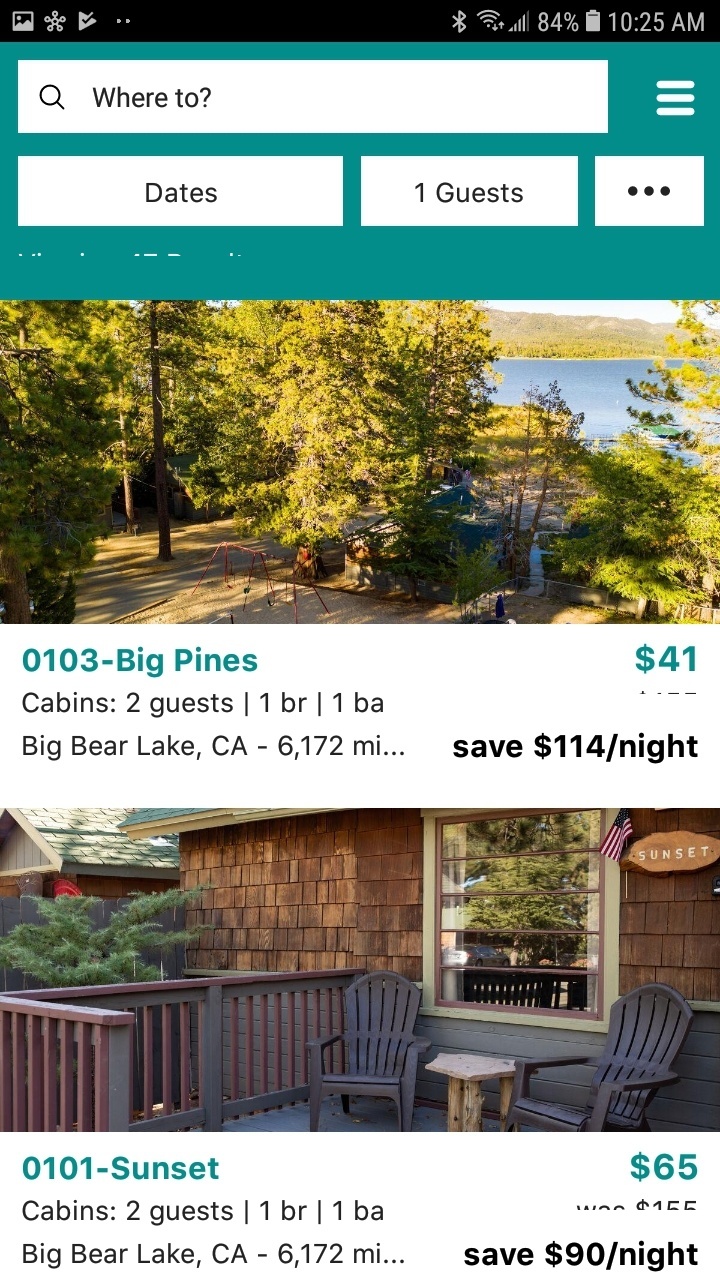 84% 10:25 AM
Where to?
Dates
1 Guests
0103-Big Pines
$41
Cabins: 2 guests | 1 br | 1 ba
Big Bear Lake, CA - 6,172 mi...
save $114/night
SUNSET
0101-Sunset
$65
Cabins: 2 guests | 1 br | 1 ba
was $155
Big Bear Lake, CA - 6,172 mi...
save $90/night